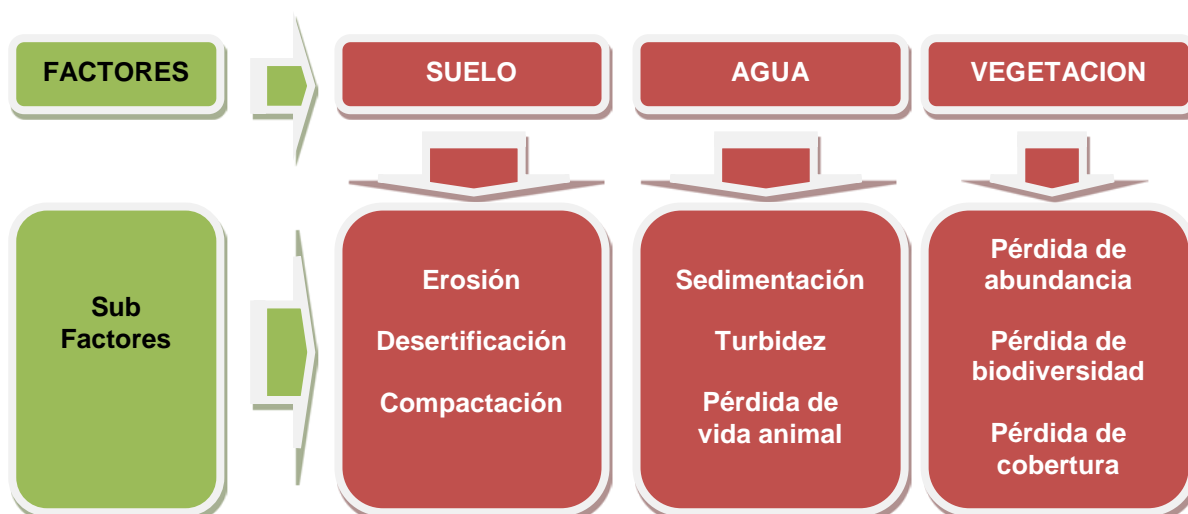 FACTORES
SUELO
AGUA
VEGETACION
Sub
Factores
Erosión
Desertificación
Compactación
Sedimentación
Turbidez
Pérdida de
vida animal
Pérdida de
abundancia
Pérdida de
biodiversidad
Pérdida de
cobertura